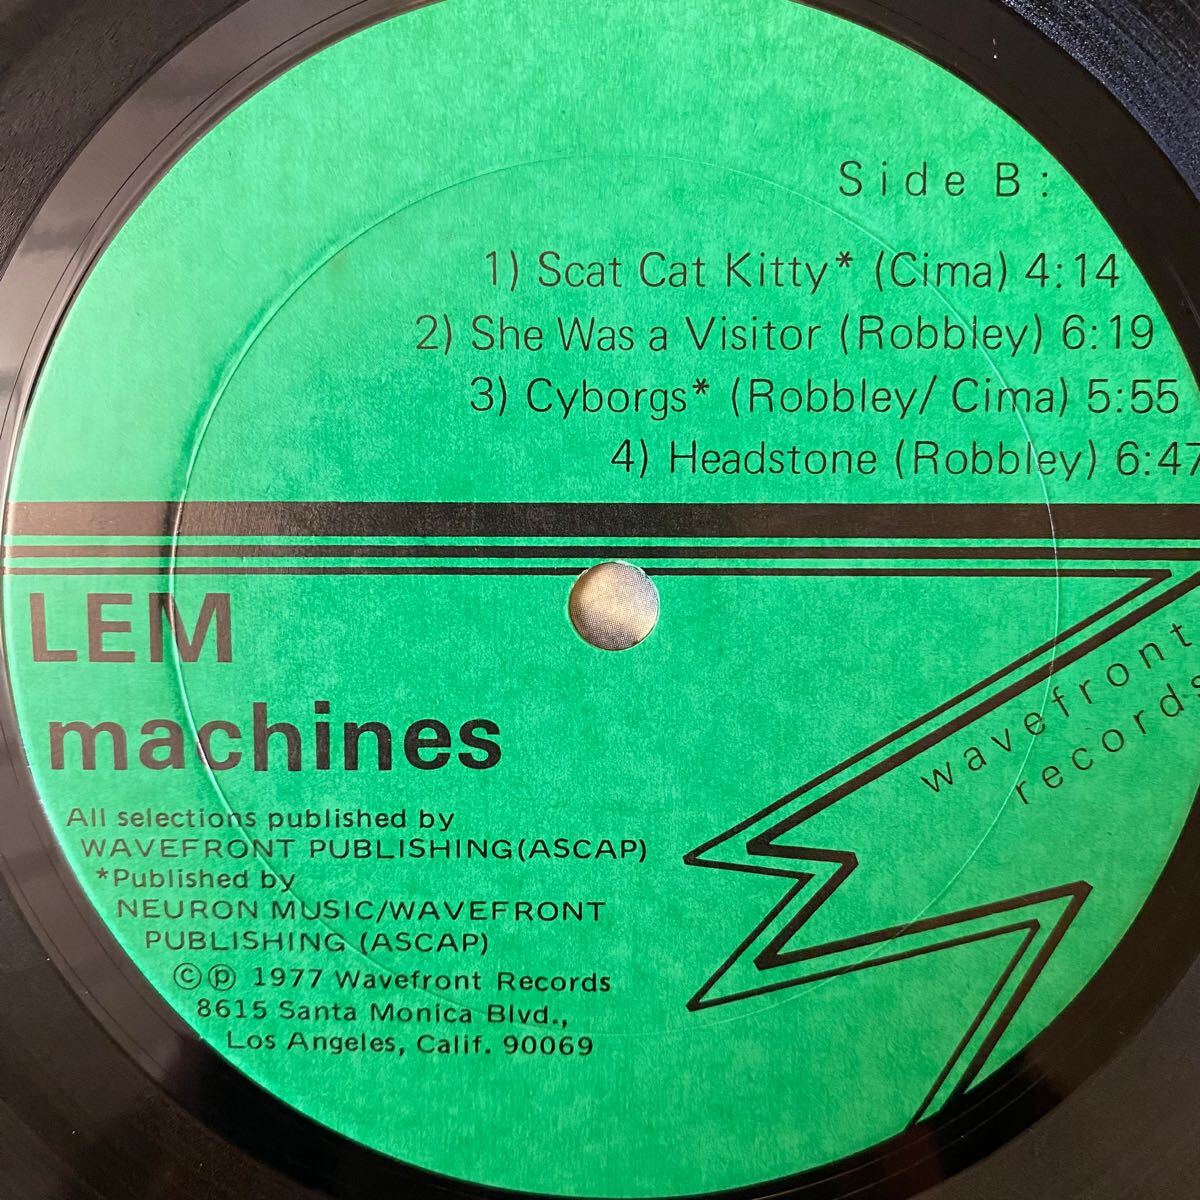 Side B:
1) Scat Cat Kitty* (Cima) 4:14
2) She Was a Visitor (Robbley) 6:19
3) Cyborgs* (Robbley/ Cima) 5:55
4) Headstone (Robbley) 6:47
LEM
machines
wavefront
records
All selections published by
WAVEFRONT PUBLISHING(ASCAP)
*Published by
NEURON MUSIC/WAVEFRONT
PUBLISHING (ASCAP)
©℗ 1977 Wavefront Records
8615 Santa Monica Blvd.,
Los Angeles, Calif. 90069